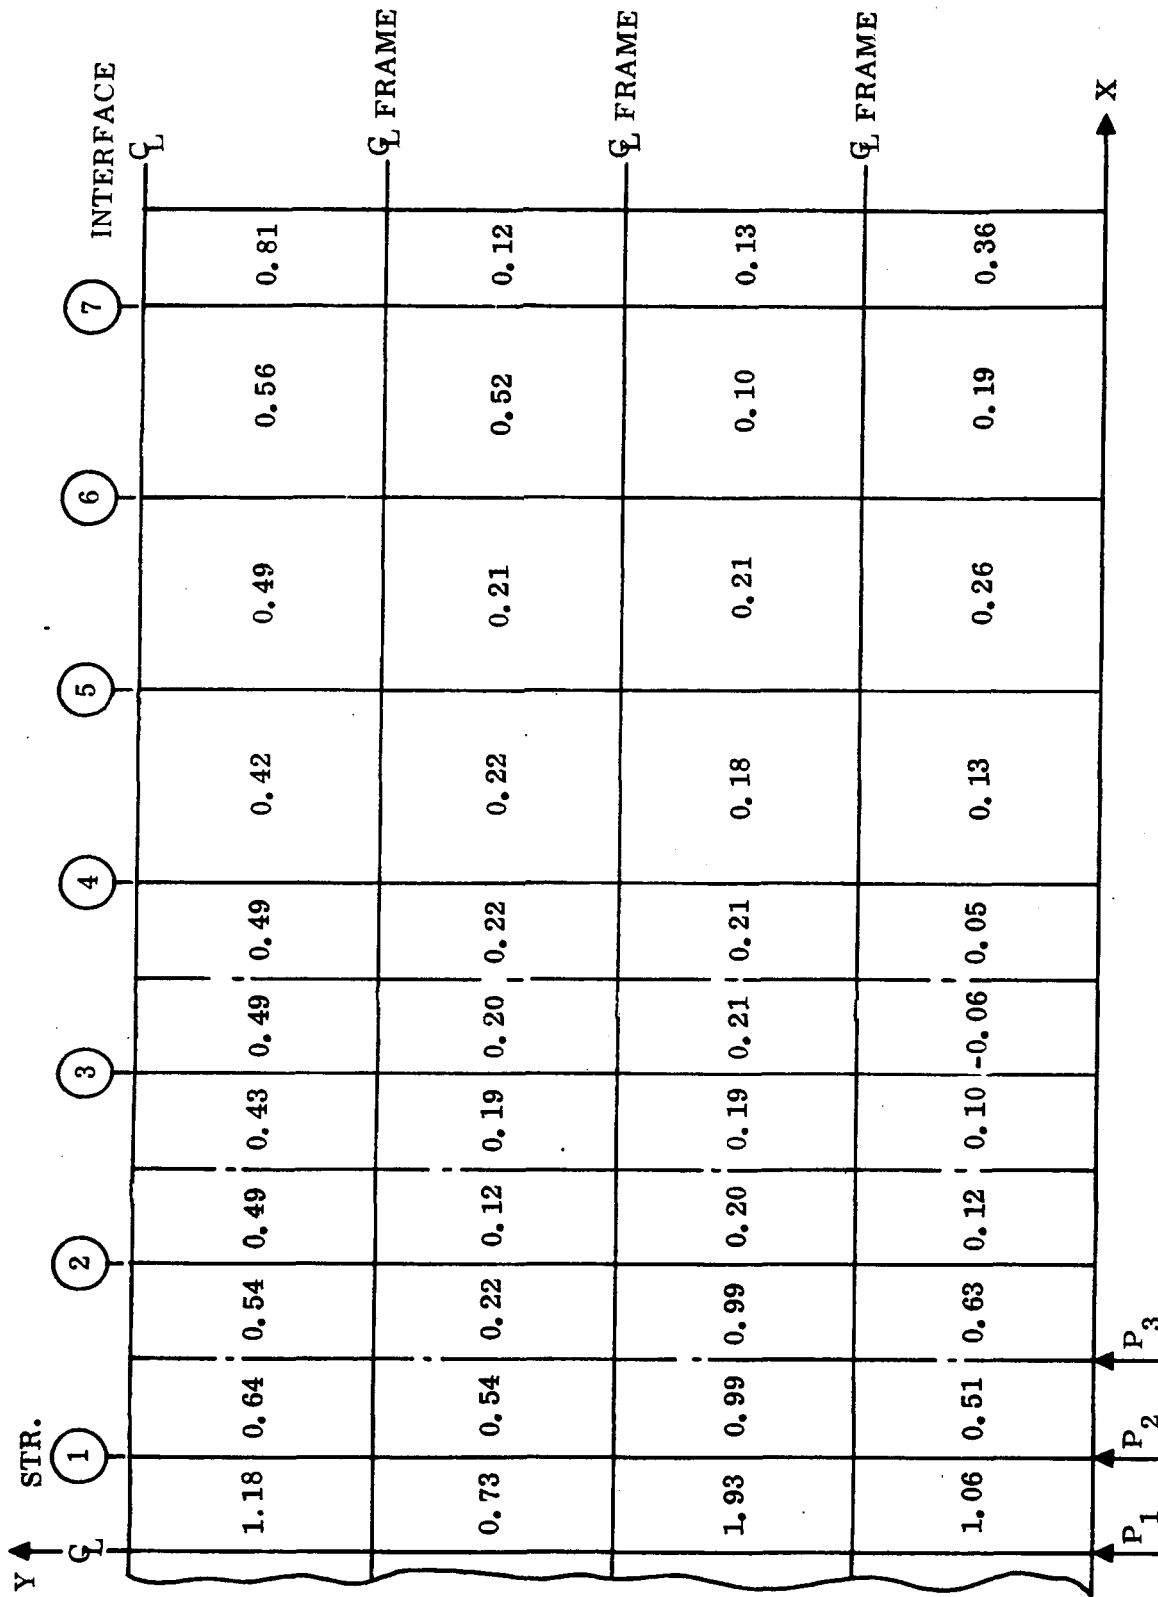 Y
℄ STR.
1 2 3 4 5 6 7
INTERFACE
℄
1.18 0.64 0.54 0.49 0.43 0.49 0.49 0.42 0.49 0.56 0.81
℄ FRAME
0.73 0.54 0.22 0.12 0.19 0.20 0.22 0.22 0.21 0.52 0.12
℄ FRAME
1.93 0.99 0.99 0.20 0.19 0.21 0.21 0.18 0.21 0.10 0.13
℄ FRAME
1.06 0.51 0.63 0.12 0.10 -0.06 0.05 0.13 0.26 0.19 0.36
X
P1 P2 P3